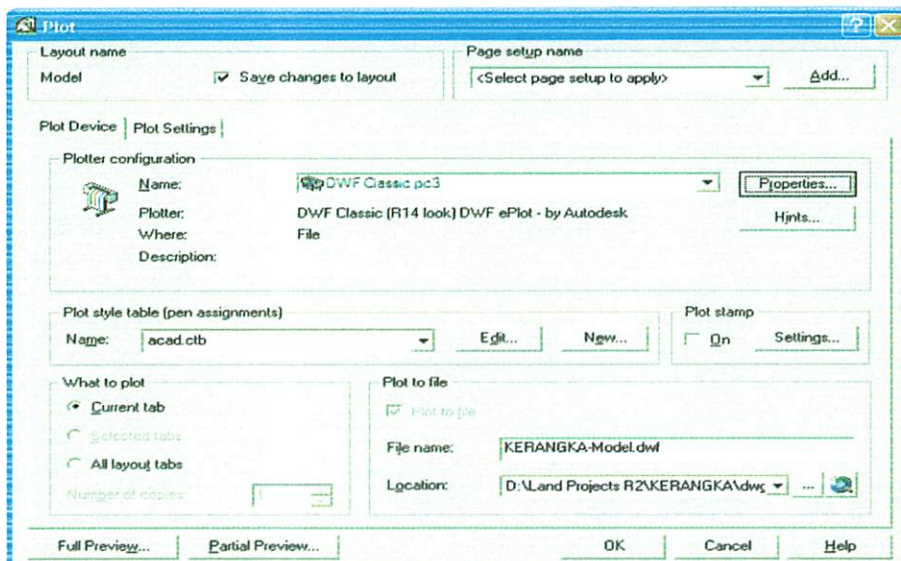 Plot
Layout name
Model
Save changes to layout
Page setup name
<Select page setup to apply>
Add...
Plot Device
Plot Settings
Plotter configuration
Name: DWF Classic.pc3
Properties...
Plotter: DWF Classic (R14 look) DWF ePlot - by Autodesk
Hints...
Where: File
Description:
Plot style table (pen assignments)
Name: acad.ctb
Edit...
New...
Plot stamp
On
Settings...
What to plot
Current tab
Selected tabs
All layout tabs
Number of copies
1
Plot to file
Plot to file
File name: KERANGKA-Model.dwf
Location: D:\Land Projects R2\KERANGKA\dwg
...
Full Preview...
Partial Preview...
OK
Cancel
Help